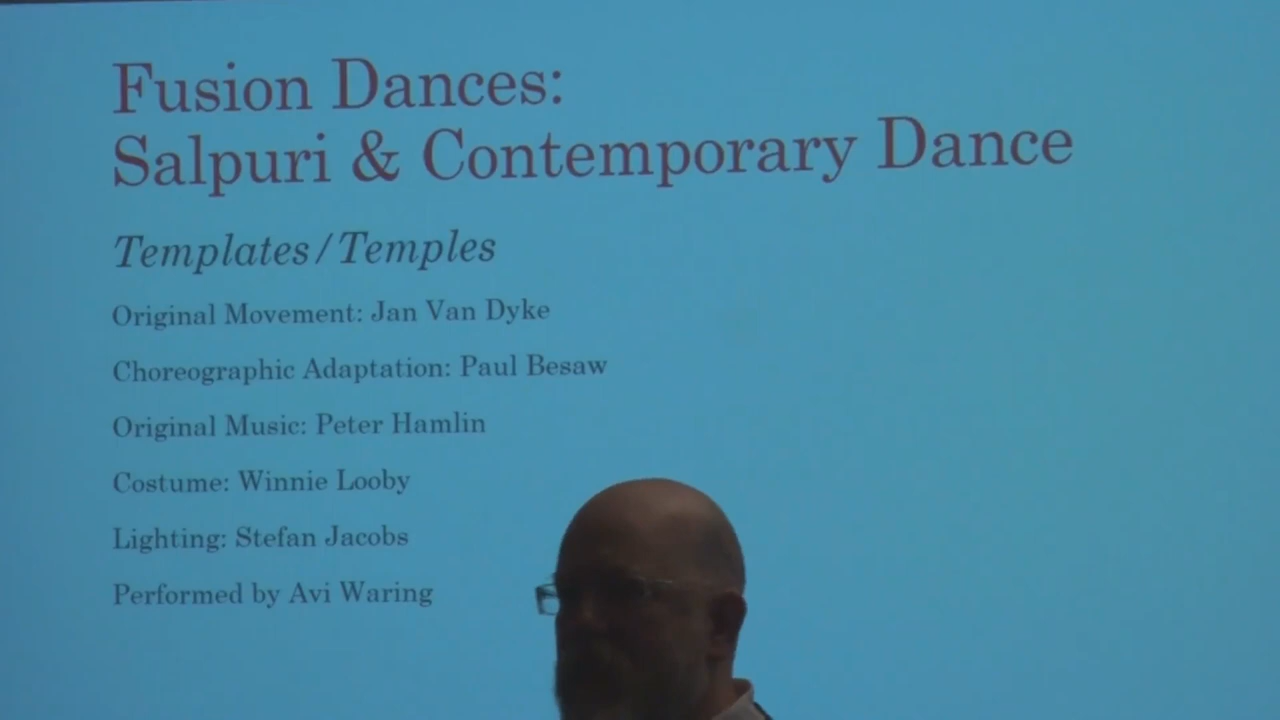 Fusion Dances:
Salpuri & Contemporary Dance
Templates/Temples
Original Movement: Jan Van Dyke
Choreographic Adaptation: Paul Besaw
Original Music: Peter Hamlin
Costume: Winnie Looby
Lighting: Stefan Jacobs
Performed by Avi Waring